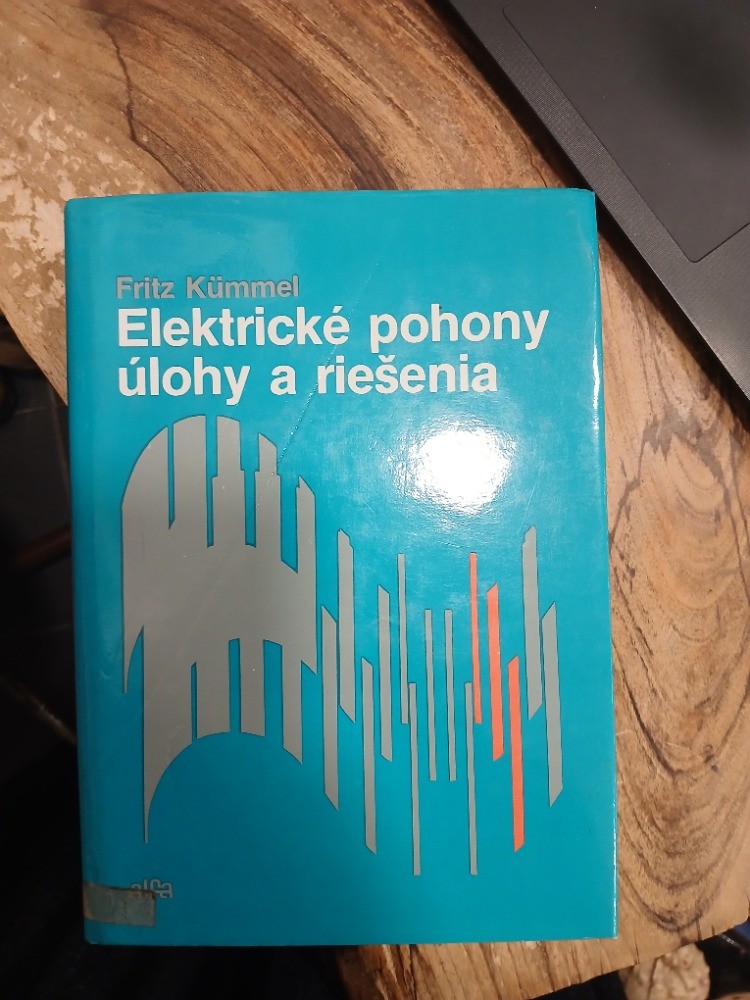 Fritz Kümmel
Elektrické pohony
úlohy a riešenia
alfa